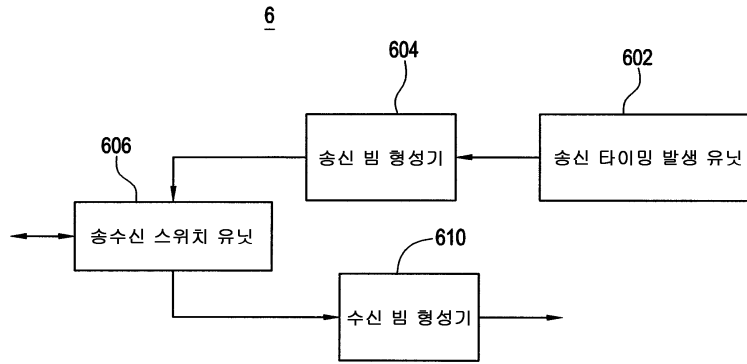 6
604
602
송신 빔 형성기
송신 타이밍 발생 유닛
606
송수신 스위치 유닛
610
수신 빔 형성기